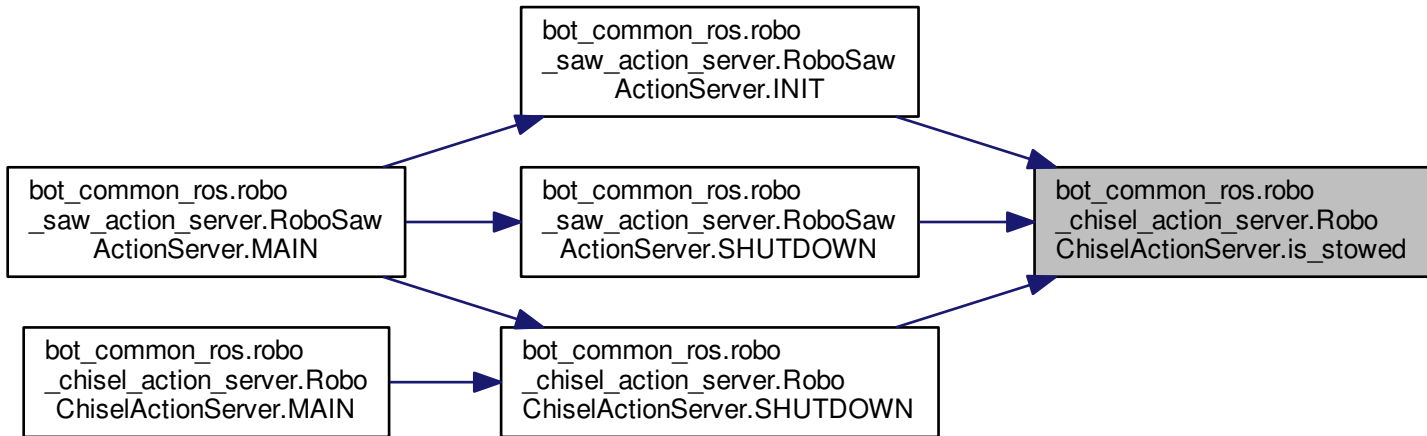 bot_common_ros.robo
_saw_action_server.RoboSaw
ActionServer.INIT
bot_common_ros.robo
_saw_action_server.RoboSaw
ActionServer.MAIN
bot_common_ros.robo
_saw_action_server.RoboSaw
ActionServer.SHUTDOWN
bot_common_ros.robo
_chisel_action_server.Robo
ChiselActionServer.is_stowed
bot_common_ros.robo
_chisel_action_server.Robo
ChiselActionServer.MAIN
bot_common_ros.robo
_chisel_action_server.Robo
ChiselActionServer.SHUTDOWN